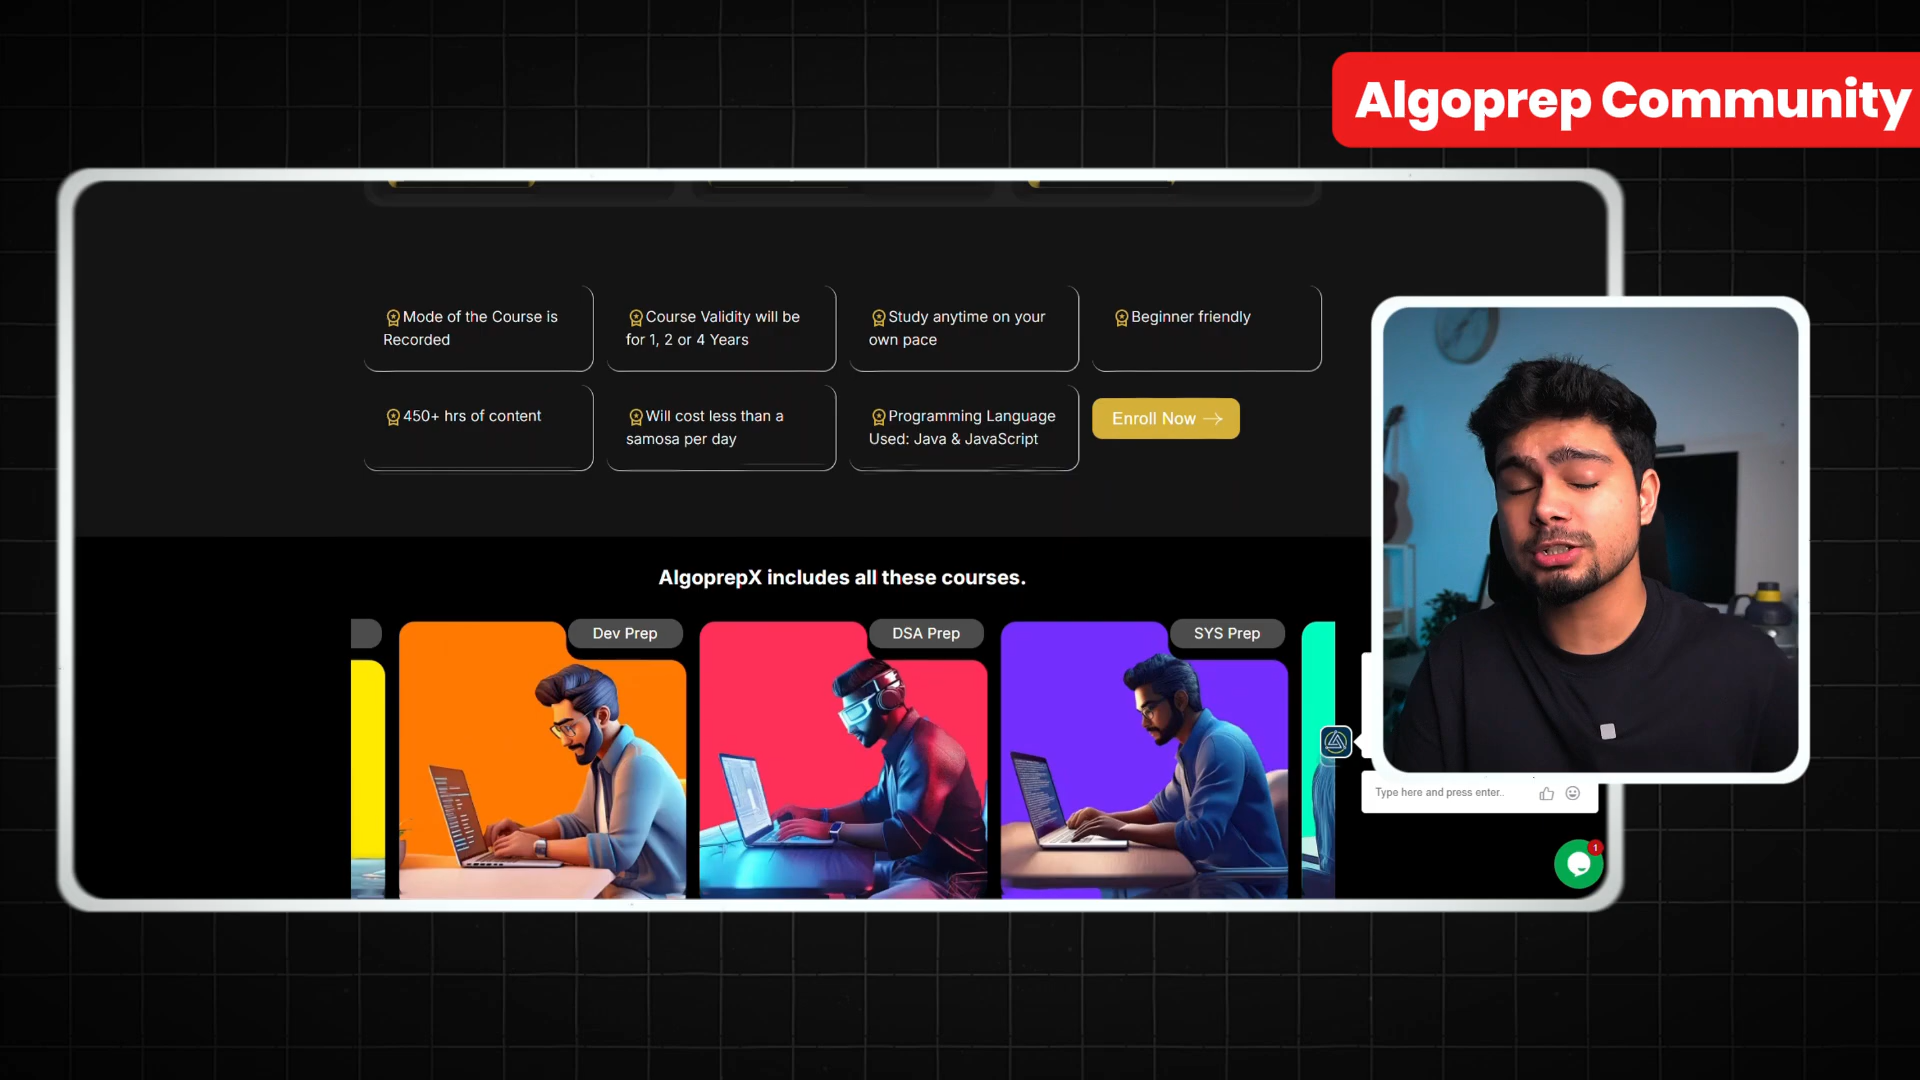 Algoprep Community
Mode of the Course is
Recorded
Course Validity will be
for 1, 2 or 4 Years
Study anytime on your
own pace
Beginner friendly
450+ hrs of content
Will cost less than a
samosa per day
Programming Language
Used: Java & JavaScript
Enroll Now →
AlgoprepX includes all these courses.
Dev Prep
DSA Prep
SYS Prep
Type here and press enter..
1